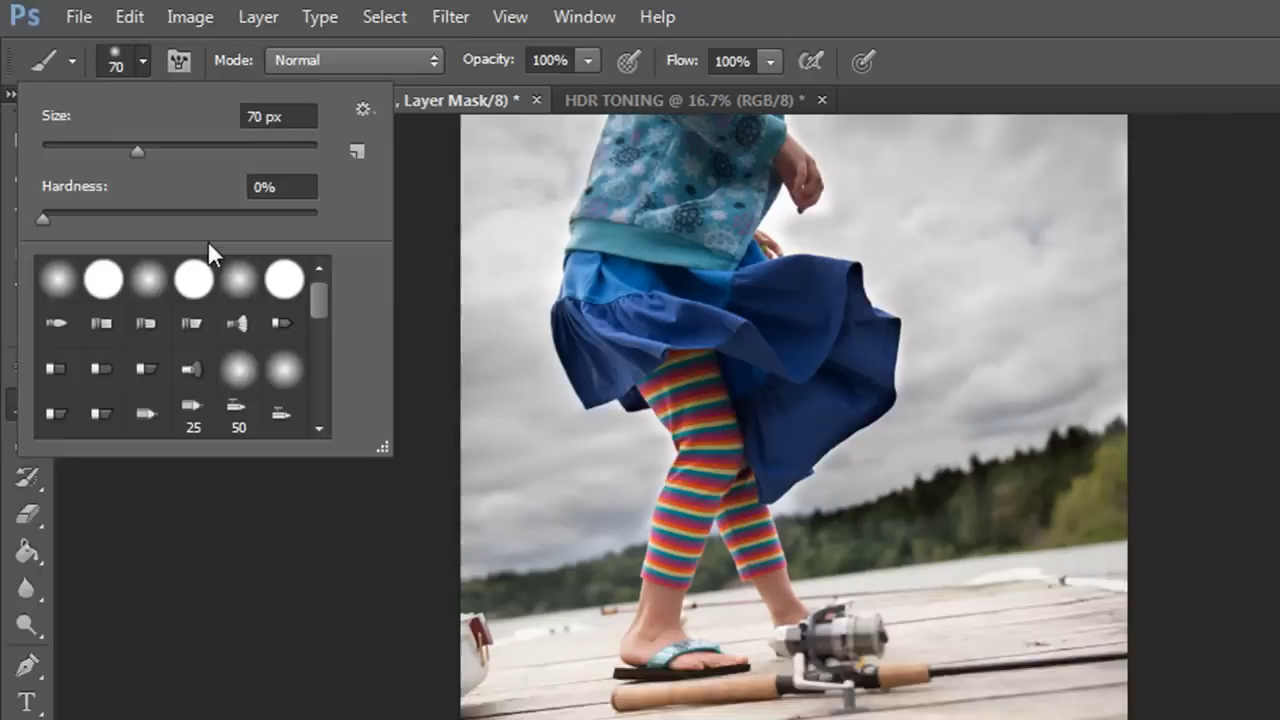 Ps File Edit Image Layer Type Select Filter View Window Help
70 Mode: Normal Opacity: 100% Flow: 100%
, Layer Mask/8) * × HDR TONING @ 16.7% (RGB/8) * ×
Size: 70 px
Hardness: 0%
25 50
T